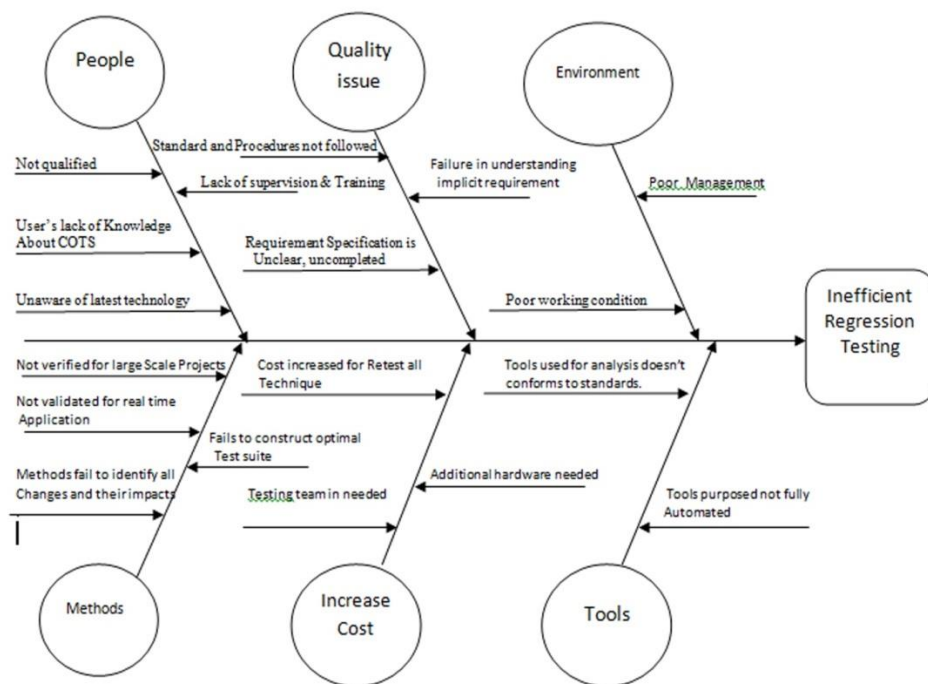 People
Quality
issue
Environment
Standard and Procedures not followed
Not qualified
Failure in understanding
implicit requirement
Lack of supervision & Training
Poor Management
User's lack of Knowledge
About COTS
Requirement Specification is
Unclear, uncompleted
Unaware of latest technology
Poor working condition
Inefficient
Regression
Testing
Not verified for large Scale Projects
Cost increased for Retest all
Technique
Tools used for analysis doesn't
conforms to standards.
Not validated for real time
Application
Fails to construct optimal
Test suite
Methods fail to identify all
Changes and their impacts
Additional hardware needed
Testing team in needed
Tools purposed not fully
Automated
Methods
Increase
Cost
Tools